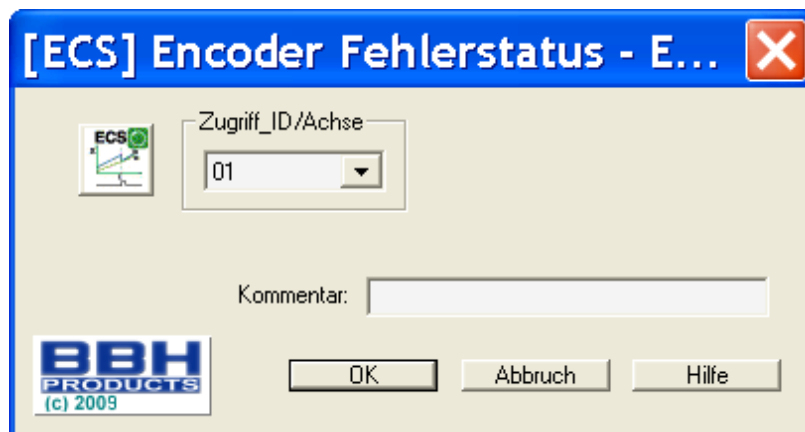 [ECS] Encoder Fehlerstatus - E...
ECS
Zugriff_ID/Achse
01
Kommentar:
BBH
PRODUCTS
(c) 2009
OK
Abbruch
Hilfe